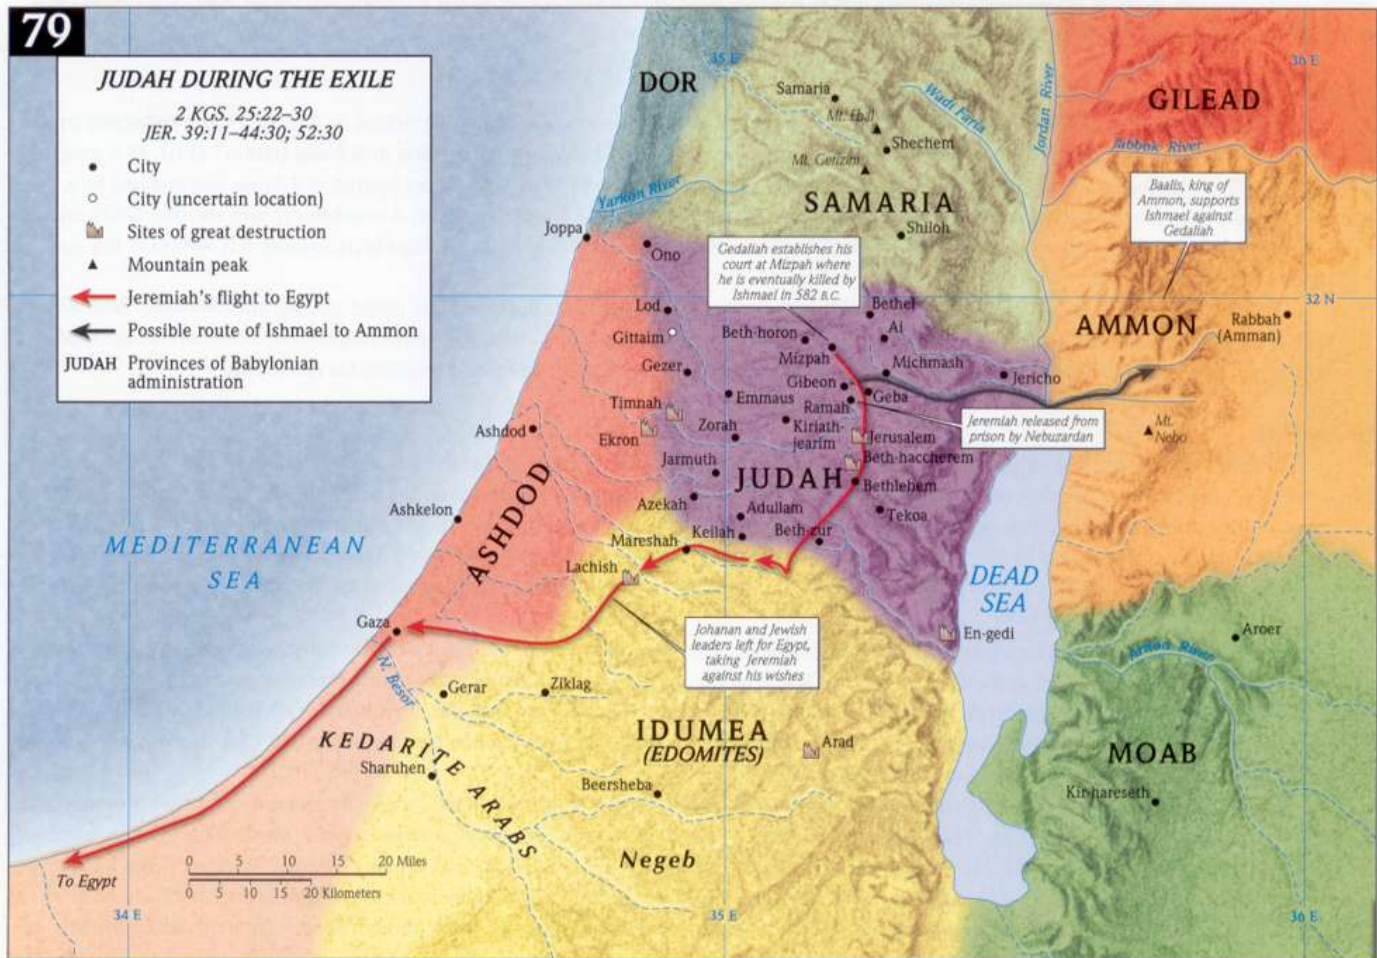 79
JUDAH DURING THE EXILE
2 KGS. 25:22–30
JER. 39:11–44:30; 52:30
City
City (uncertain location)
Sites of great destruction
Mountain peak
Jeremiah's flight to Egypt
Possible route of Ishmael to Ammon
JUDAH Provinces of Babylonian
administration
35 E
36 E
DOR
Samaria
Mt. Ebal
Wadi Faria
Shechem
Mt. Gerizim
Jordan River
GILEAD
Jabbok River
Yarkon River
SAMARIA
Shiloh
Baalis, king of
Ammon, supports
Ishmael against
Gedaliah
Joppa
Ono
Gedaliah establishes his
court at Mizpah where
he is eventually killed by
Ishmael in 582 B.C.
32 N
Lod
Bethel
Gittaim
Beth-horon
Ai
AMMON
Rabbah
(Amman)
Mizpah
Michmash
Gezer
Gibeon
Jericho
Emmaus
Ramah
Geba
Timnah
Zorah
Kiriath-
jearim
Jeremiah released from
prison by Nebuzardan
Mt.
Nebo
Ashdod
Ekron
Jerusalem
Jarmuth
Beth-haccherem
JUDAH
Bethlehem
ASHDOD
Azekah
Adullam
Tekoa
Ashkelon
Keilah
Beth-zur
Mareshah
MEDITERRANEAN
SEA
Lachish
DEAD
SEA
Gaza
Johanan and Jewish
leaders left for Egypt,
taking Jeremiah
against his wishes
En-gedi
Aroer
Arnon River
N. Besor
Gerar
Ziklag
IDUMEA
(EDOMITES)
Arad
KEDARITE ARABS
MOAB
Sharuhen
Beersheba
Kir-hareseth
Negeb
0 5 10 15 20 Miles
0 5 10 15 20 Kilometers
To Egypt
34 E
35 E
36 E